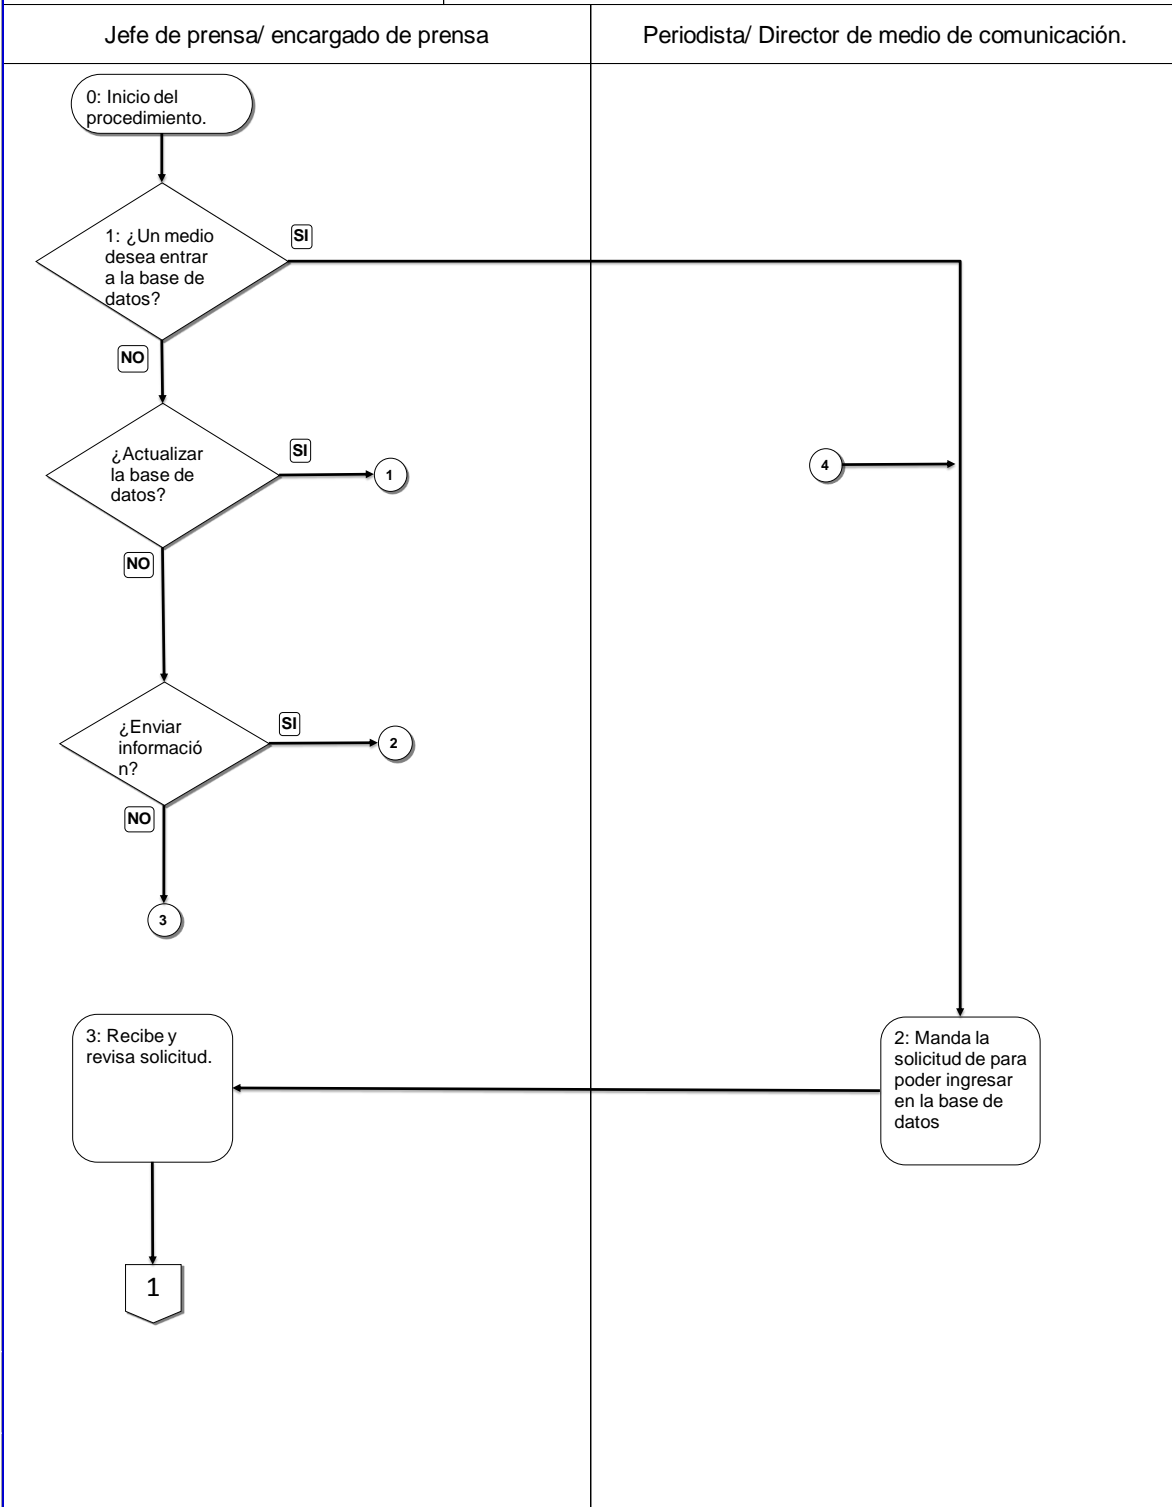 Jefe de prensa/ encargado de prensa
Periodista/ Director de medio de comunicación.
0: Inicio del
procedimiento.
1: ¿Un medio
desea entrar
a la base de
datos?
SI
NO
¿Actualizar
la base de
datos?
SI
1
4
NO
¿Enviar
informació
n?
SI
2
NO
3
3: Recibe y
revisa solicitud.
2: Manda la
solicitud de para
poder ingresar
en la base de
datos
1